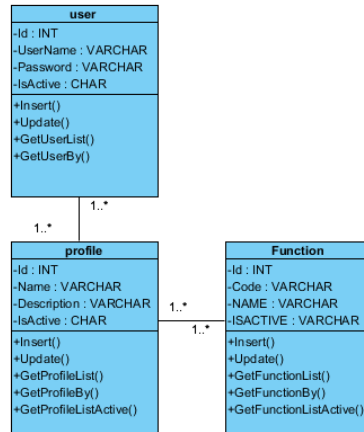 user
-Id : INT
-UserName : VARCHAR
-Password : VARCHAR
-IsActive : CHAR
+Insert()
+Update()
+GetUserList()
+GetUserBy()
1..*
1..*
profile
-Id : INT
-Name : VARCHAR
-Description : VARCHAR
-IsActive : CHAR
+Insert()
+Update()
+GetProfileList()
+GetProfileBy()
+GetProfileListActive()
1..*
1..*
Function
-Id : INT
-Code : VARCHAR
-NAME : VARCHAR
-ISACTIVE : VARCHAR
+Insert()
+Update()
+GetFunctionList()
+GetFunctionBy()
+GetFunctionListActive()